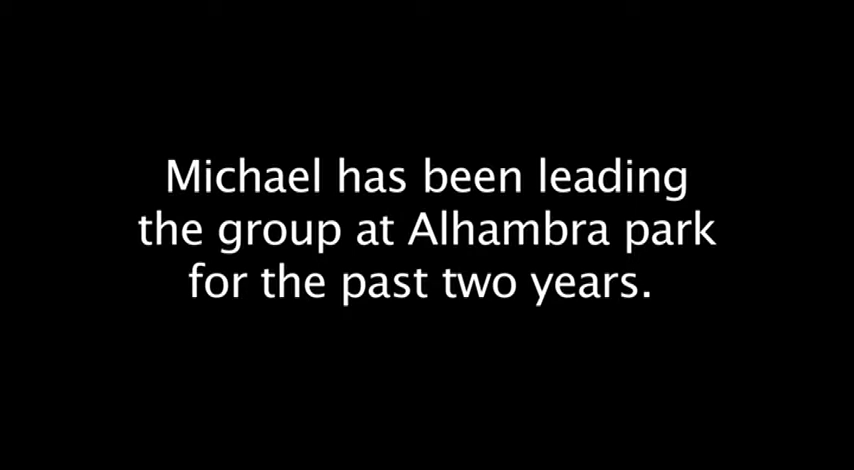 Michael has been leading
the group at Alhambra park
for the past two years.